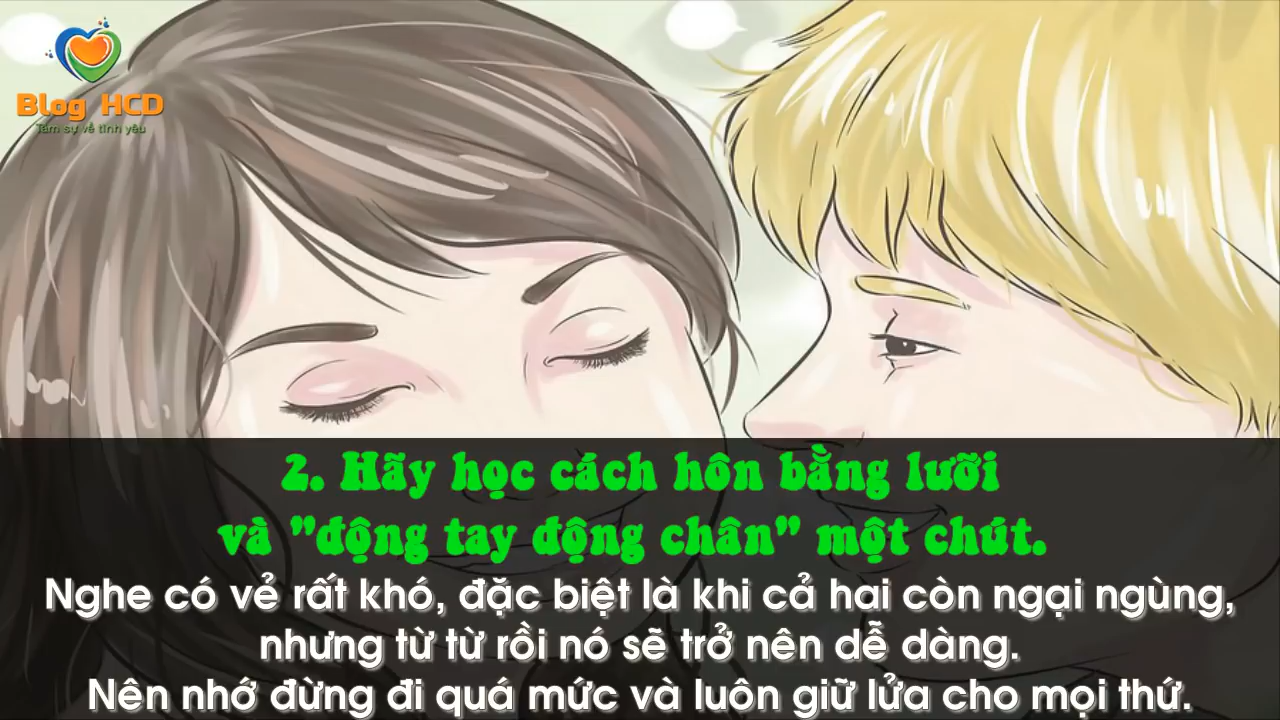 Blog HCD
Tâm sự về tình yêu
2. Hãy học cách hôn bằng lưỡi
và "động tay động chân" một chút.
Nghe có vẻ rất khó, đặc biệt là khi cả hai còn ngại ngùng,
nhưng từ từ rồi nó sẽ trở nên dễ dàng.
Nên nhớ đừng đi quá mức và luôn giữ lửa cho mọi thứ.